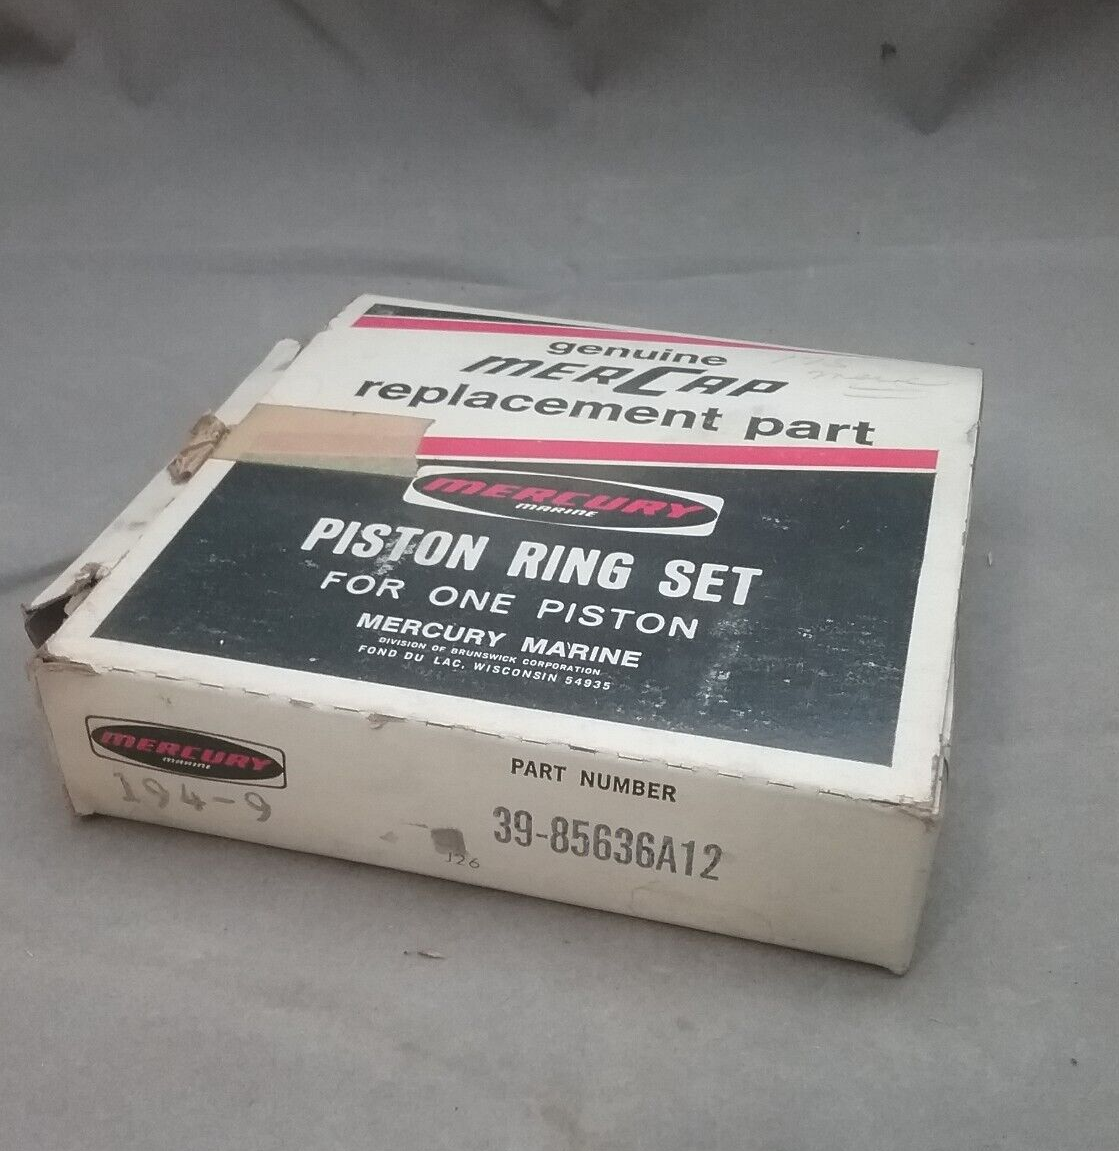 genuine
merCap
replacement part
MERCURY
MARINE
PISTON RING SET
FOR ONE PISTON
MERCURY MARINE
DIVISION OF BRUNSWICK CORPORATION
FOND DU LAC, WISCONSIN 54935
MERCURY
MARINE
194-9
PART NUMBER
39-85636A12
J26